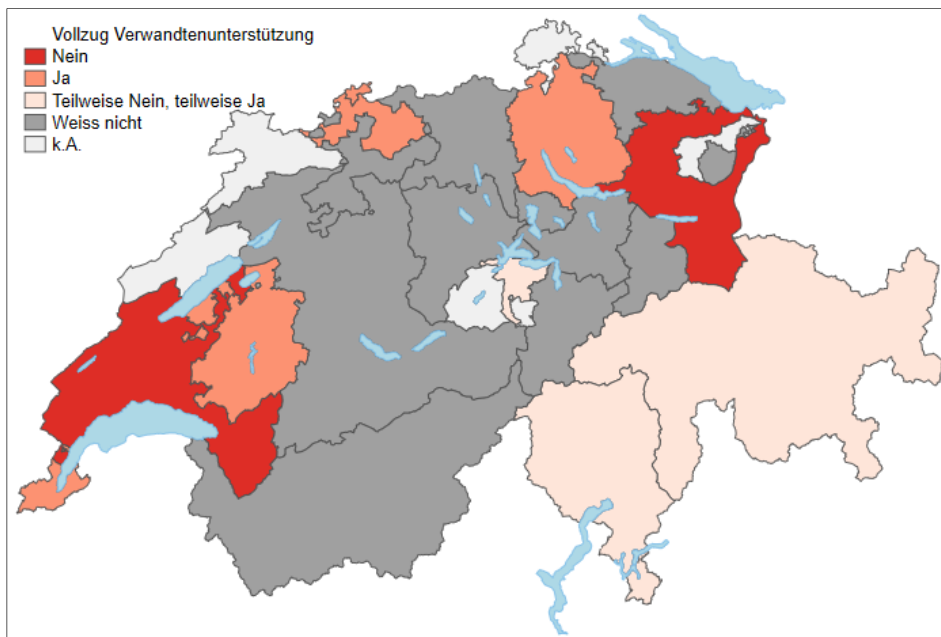 Vollzug Verwandtenunterstützung
Nein
Ja
Teilweise Nein, teilweise Ja
Weiss nicht
k.A.